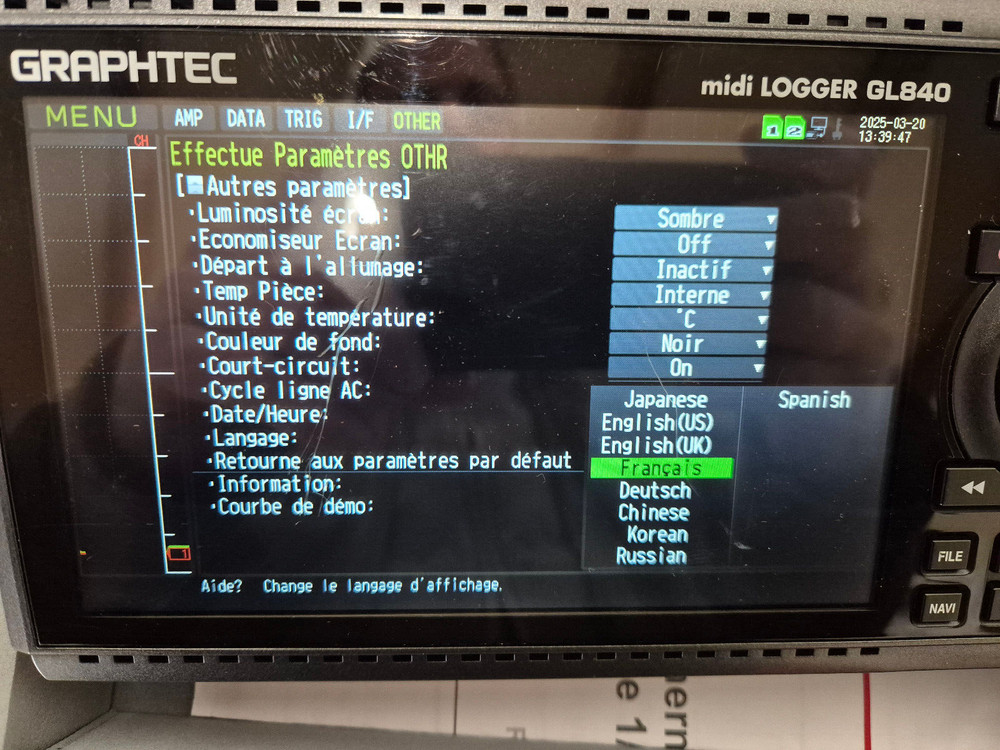 GRAPHTEC
midi LOGGER GL840
MENU AMP DATA TRIG I/F OTHER
1 2 2025-03-20
13:39:47
CH
Effectue Paramètres OTHR
[Autres paramètres]
·Luminosité écran: Sombre
·Economiseur Ecran: Off
·Départ à l'allumage: Inactif
·Temp Pièce: Interne
·Unité de température: °C
·Couleur de fond: Noir
·Court-circuit: On
·Cycle ligne AC:
·Date/Heure:
·Langage:
·Retourne aux paramètres par défaut
·Information:
·Courbe de démo:
Japanese Spanish
English(US)
English(UK)
Français
Deutsch
Chinese
Korean
Russian
1
Aide? Change le langage d'affichage.
FILE
NAVI